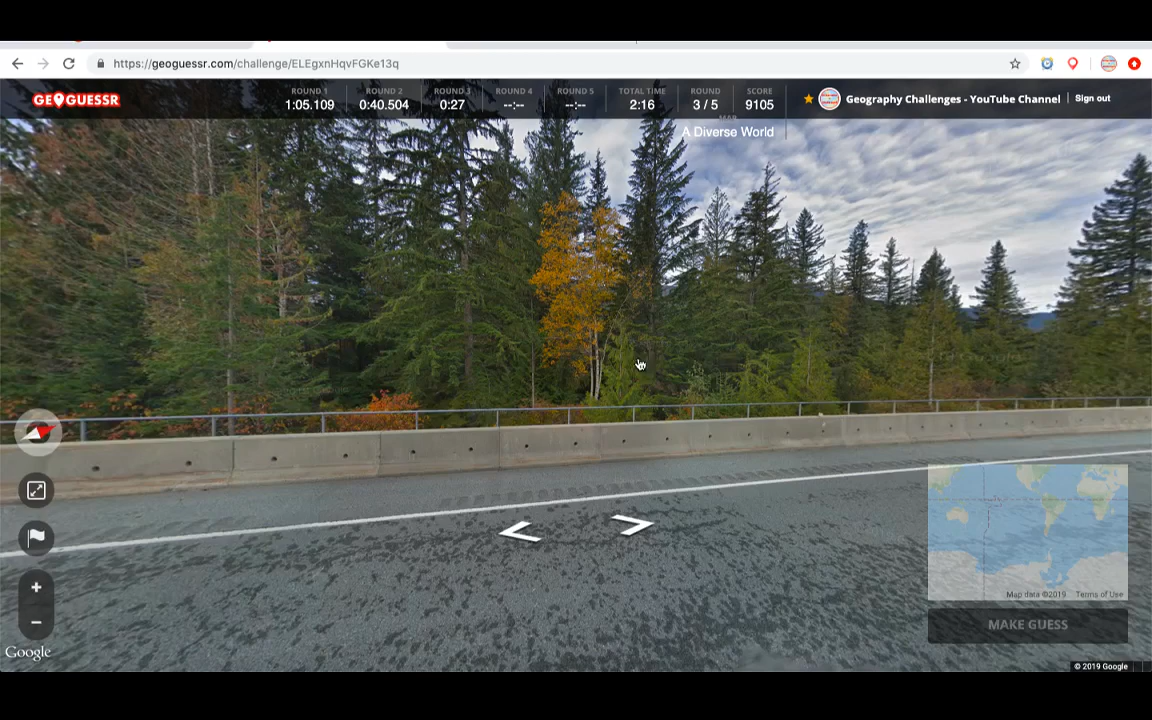 https://geoguessr.com/challenge/ELEgxnHqvFGKe13q
GEOGUESSR
ROUND 1
1:05.109
ROUND 2
0:40.504
ROUND 3
0:27
ROUND 4
--:--
ROUND 5
--:--
TOTAL TIME
2:16
ROUND
3 / 5
SCORE
9105
Geography Challenges - YouTube Channel
Sign out
MAP
A Diverse World
Map data ©2019
Terms of Use
MAKE GUESS
Google
© 2019 Google